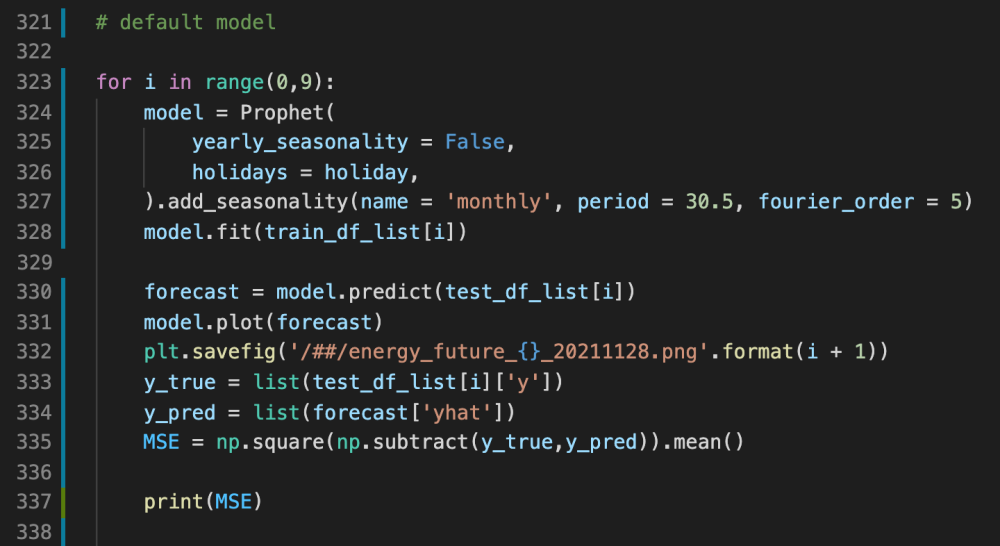 321 # default model
322
323 for i in range(0,9):
324     model = Prophet(
325         yearly_seasonality = False,
326         holidays = holiday,
327     ).add_seasonality(name = 'monthly', period = 30.5, fourier_order = 5)
328     model.fit(train_df_list[i])
329
330     forecast = model.predict(test_df_list[i])
331     model.plot(forecast)
332     plt.savefig('/##/energy_future_{}_20211128.png'.format(i + 1))
333     y_true = list(test_df_list[i]['y'])
334     y_pred = list(forecast['yhat'])
335     MSE = np.square(np.subtract(y_true,y_pred)).mean()
336
337     print(MSE)
338